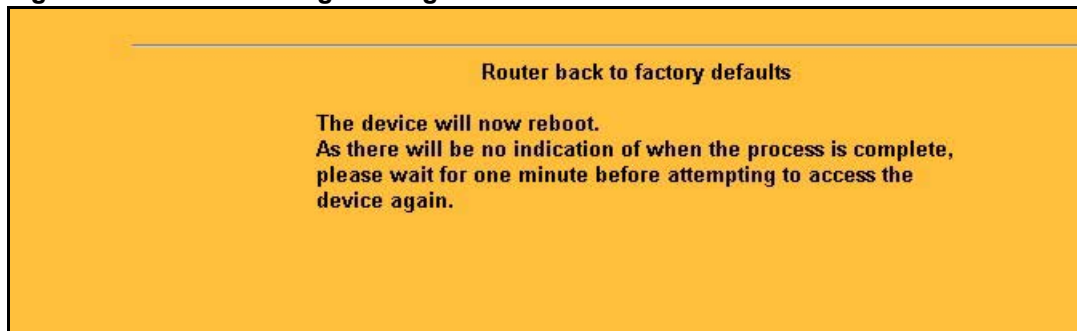 Router back to factory defaults
The device will now reboot.
As there will be no indication of when the process is complete,
please wait for one minute before attempting to access the
device again.